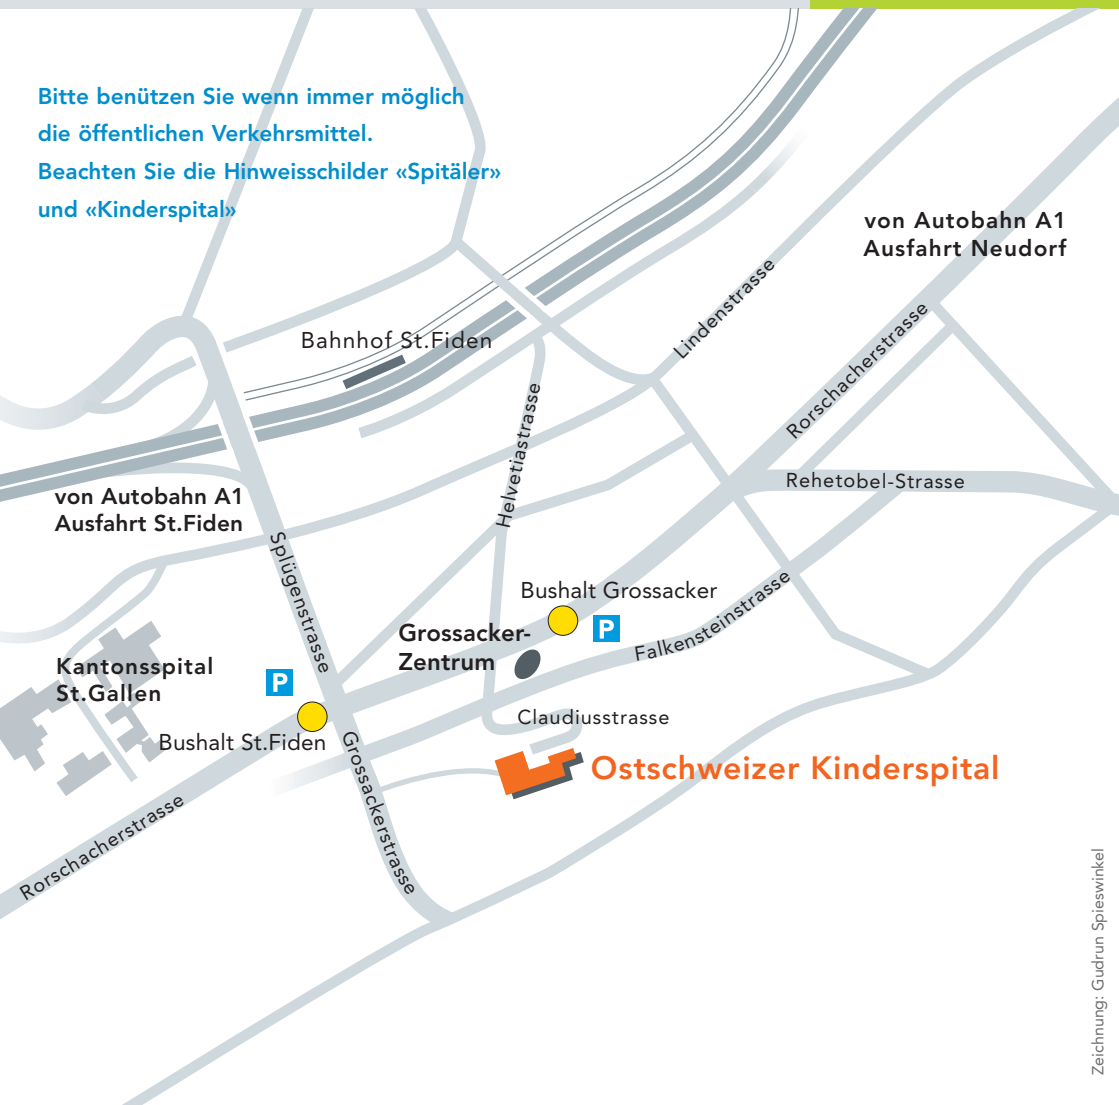 Bitte benützen Sie wenn immer möglich
die öffentlichen Verkehrsmittel.
Beachten Sie die Hinweisschilder «Spitäler»
und «Kinderspital»
von Autobahn A1
Ausfahrt Neudorf
Lindenstrasse
Bahnhof St.Fiden
Rorschacherstrasse
Helvetiastrasse
Rehetobel-Strasse
von Autobahn A1
Ausfahrt St.Fiden
Splügenstrasse
Bushalt Grossacker
P
Falkensteinstrasse
Grossacker-
Zentrum
Kantonsspital
St.Gallen
P
Claudiusstrasse
Bushalt St.Fiden
Ostschweizer Kinderspital
Grossackerstrasse
Rorschacherstrasse
Zeichnung: Gudrun Spieswinkel